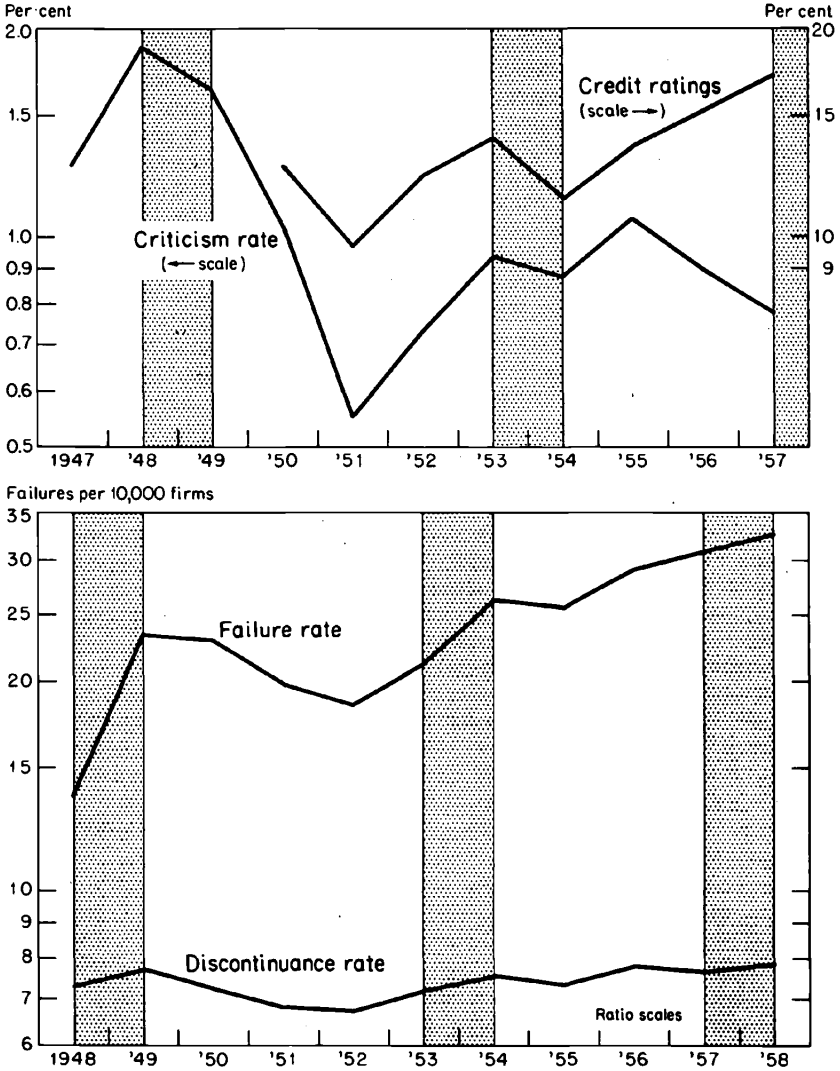 Per cent
Per cent
2.0
20
Credit ratings
(scale →)
1.5
15
Criticism rate
(← scale)
1.0
10
0.9
9
0.8
0.7
0.6
0.5
1947 '48 '49 '50 '51 '52 '53 '54 '55 '56 '57
Failures per 10,000 firms
35
30
25
Failure rate
20
15
10
9
8
Discontinuance rate
7
Ratio scales
6
1948 '49 '50 '51 '52 '53 '54 '55 '56 '57 '58